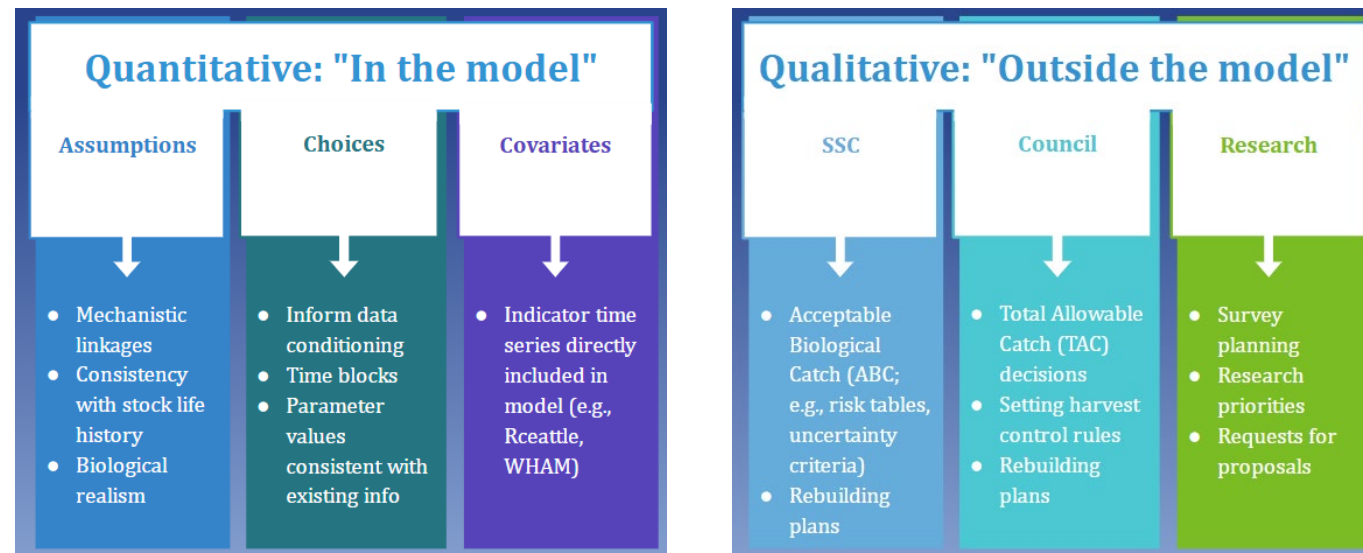 Quantitative: "In the model"
Assumptions
● Mechanistic
linkages
● Consistency
with stock life
history
● Biological
realism
Choices
● Inform data
conditioning
● Time blocks
● Parameter
values
consistent with
existing info
Covariates
● Indicator time
series directly
included in
model (e.g.,
Rceattle,
WHAM)
Qualitative: "Outside the model"
SSC
● Acceptable
Biological
Catch (ABC;
e.g., risk tables,
uncertainty
criteria)
● Rebuilding
plans
Council
● Total Allowable
Catch (TAC)
decisions
● Setting harvest
control rules
● Rebuilding
plans
Research
● Survey
planning
● Research
priorities
● Requests for
proposals